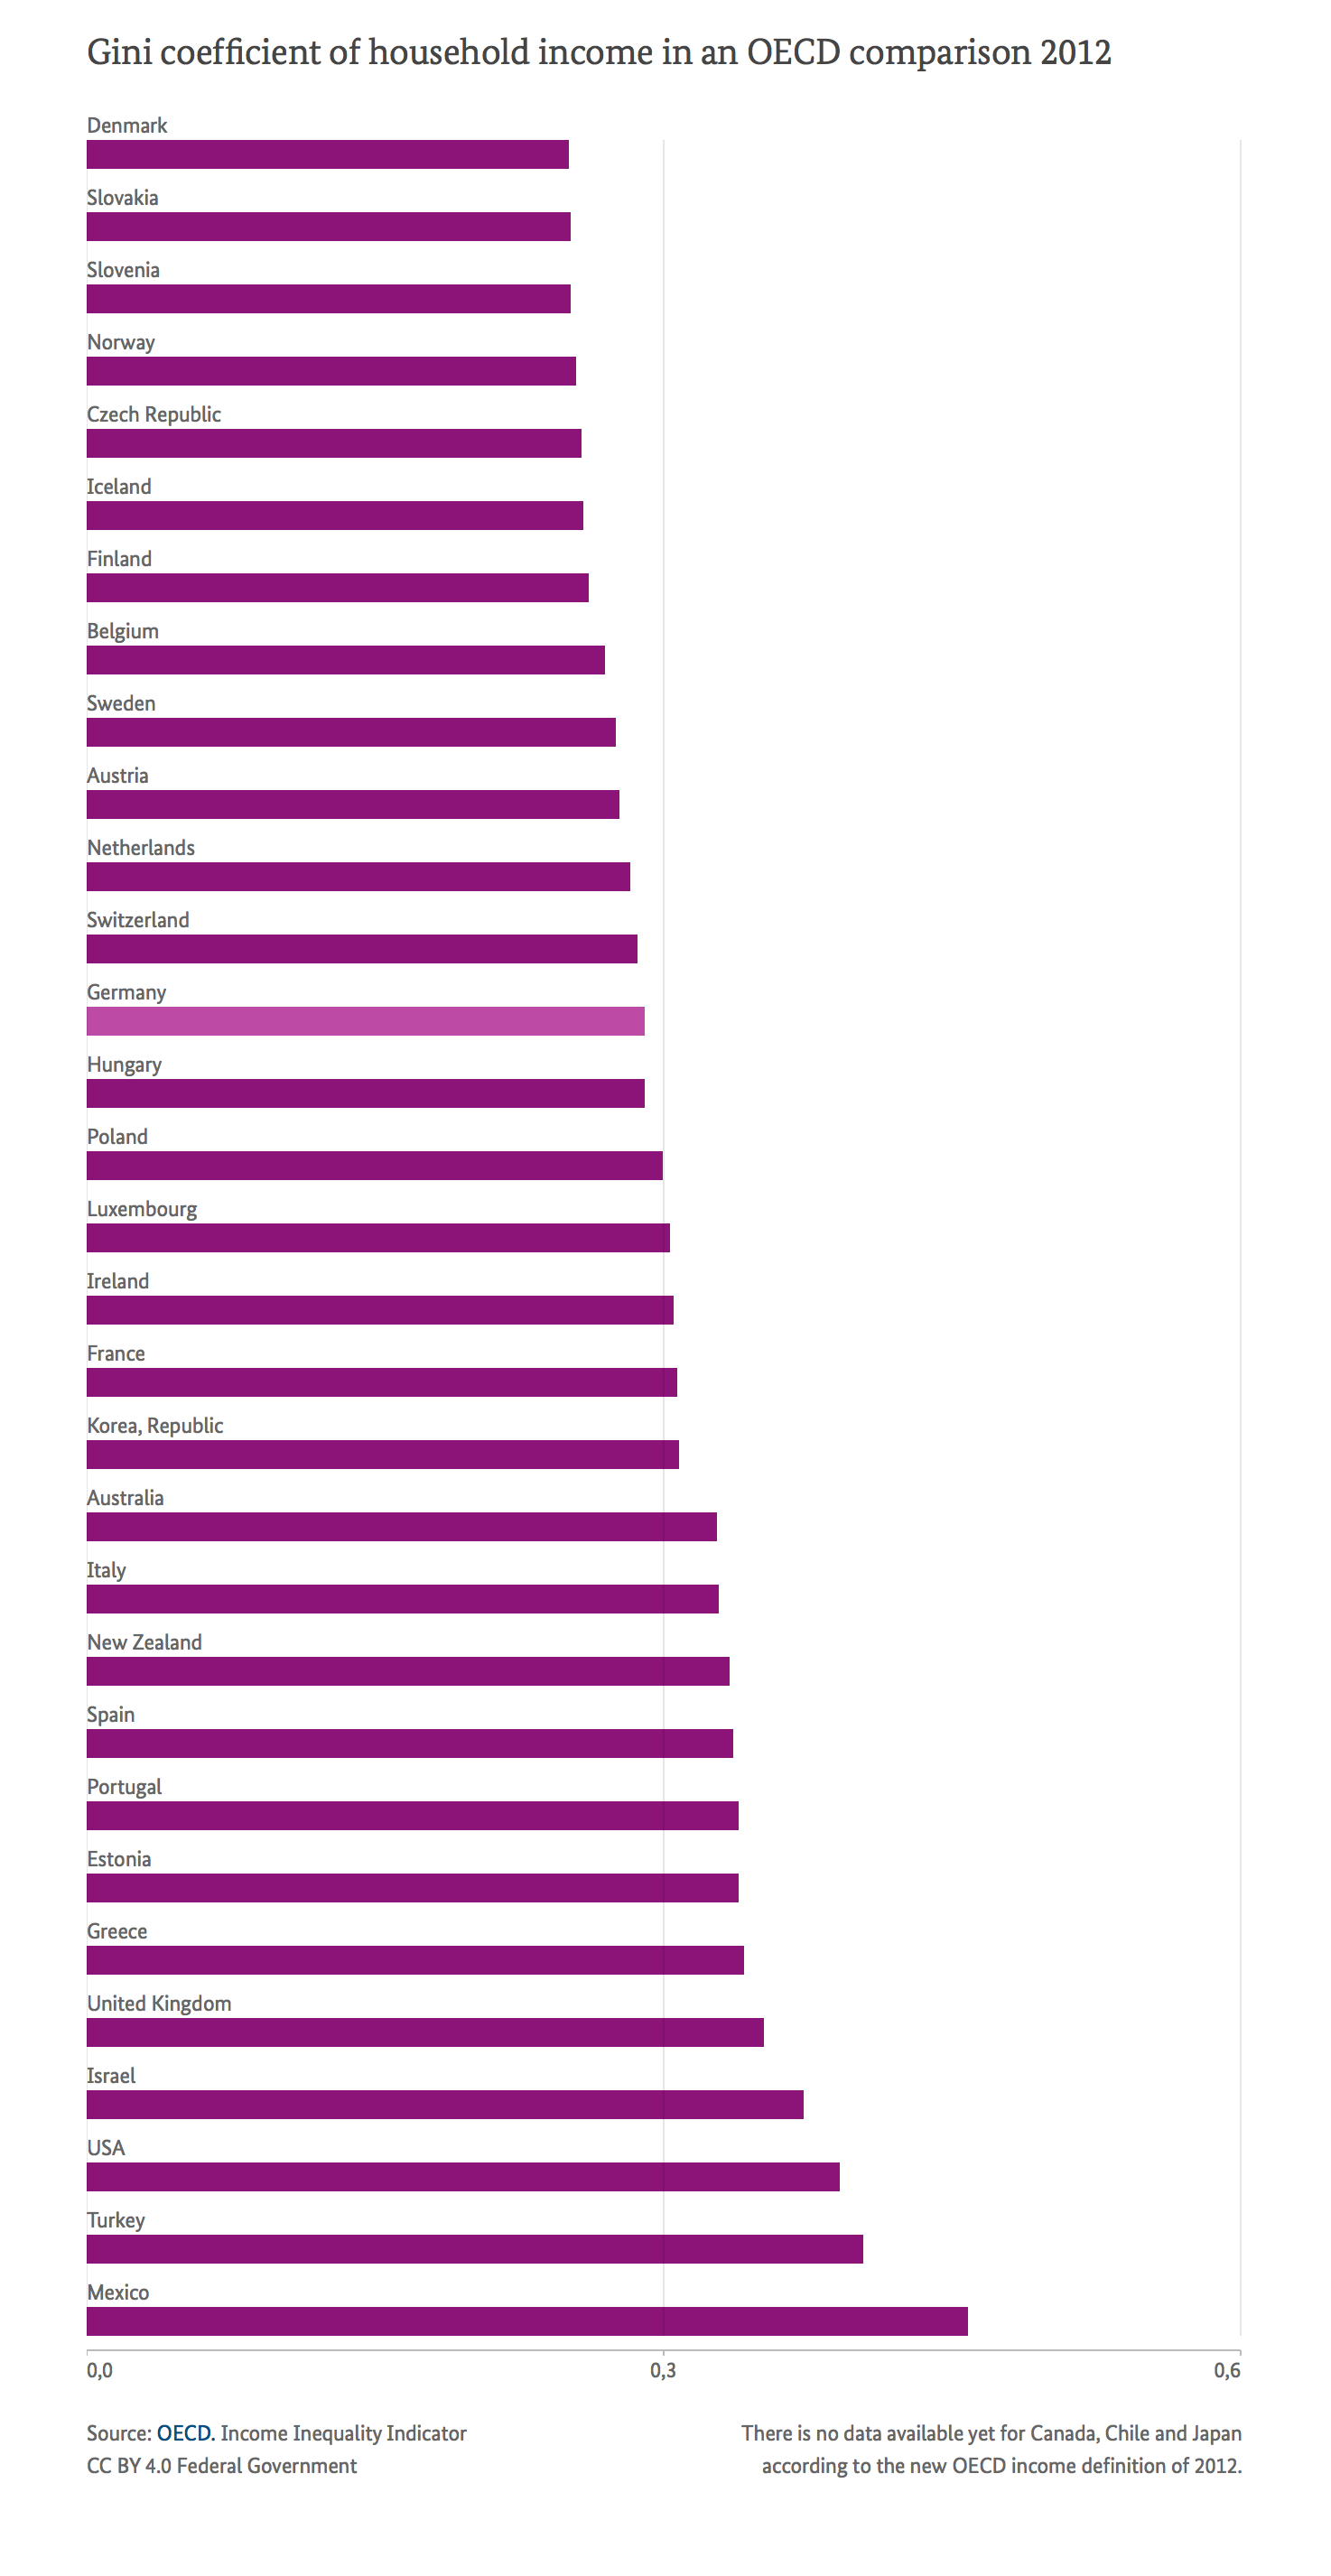 Gini coefficient of household income in an OECD comparison 2012
Denmark
Slovakia
Slovenia
Norway
Czech Republic
Iceland
Finland
Belgium
Sweden
Austria
Netherlands
Switzerland
Germany
Hungary
Poland
Luxembourg
Ireland
France
Korea, Republic
Australia
Italy
New Zealand
Spain
Portugal
Estonia
Greece
United Kingdom
Israel
USA
Turkey
Mexico
0,0 0,3 0,6
Source: OECD. Income Inequality Indicator
CC BY 4.0 Federal Government
There is no data available yet for Canada, Chile and Japan
according to the new OECD income definition of 2012.